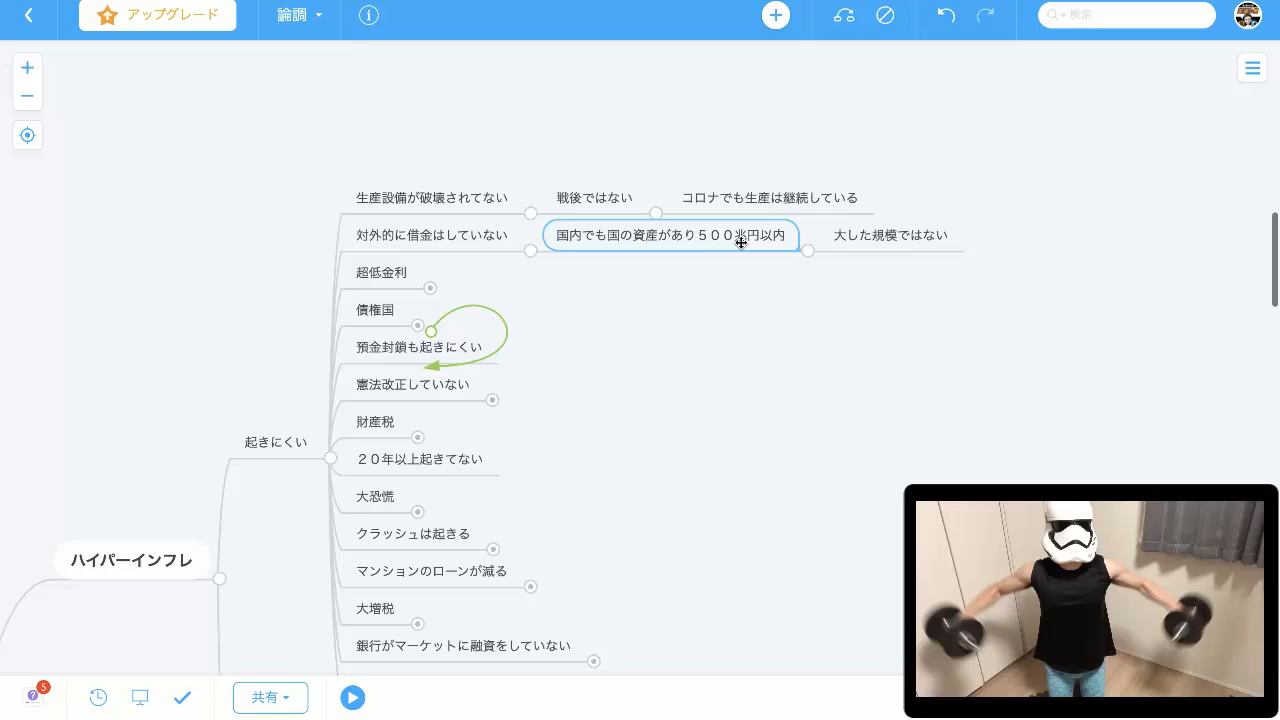 アップグレード
論調
検索
生産設備が破壊されてない
戦後ではない
コロナでも生産は継続している
対外的に借金はしていない
国内でも国の資産があり５００兆円以内
大した規模ではない
超低金利
債権国
預金封鎖も起きにくい
憲法改正していない
財産税
起きにくい
２０年以上起きてない
大恐慌
クラッシュは起きる
ハイパーインフレ
マンションのローンが減る
大増税
銀行がマーケットに融資をしていない
5
共有